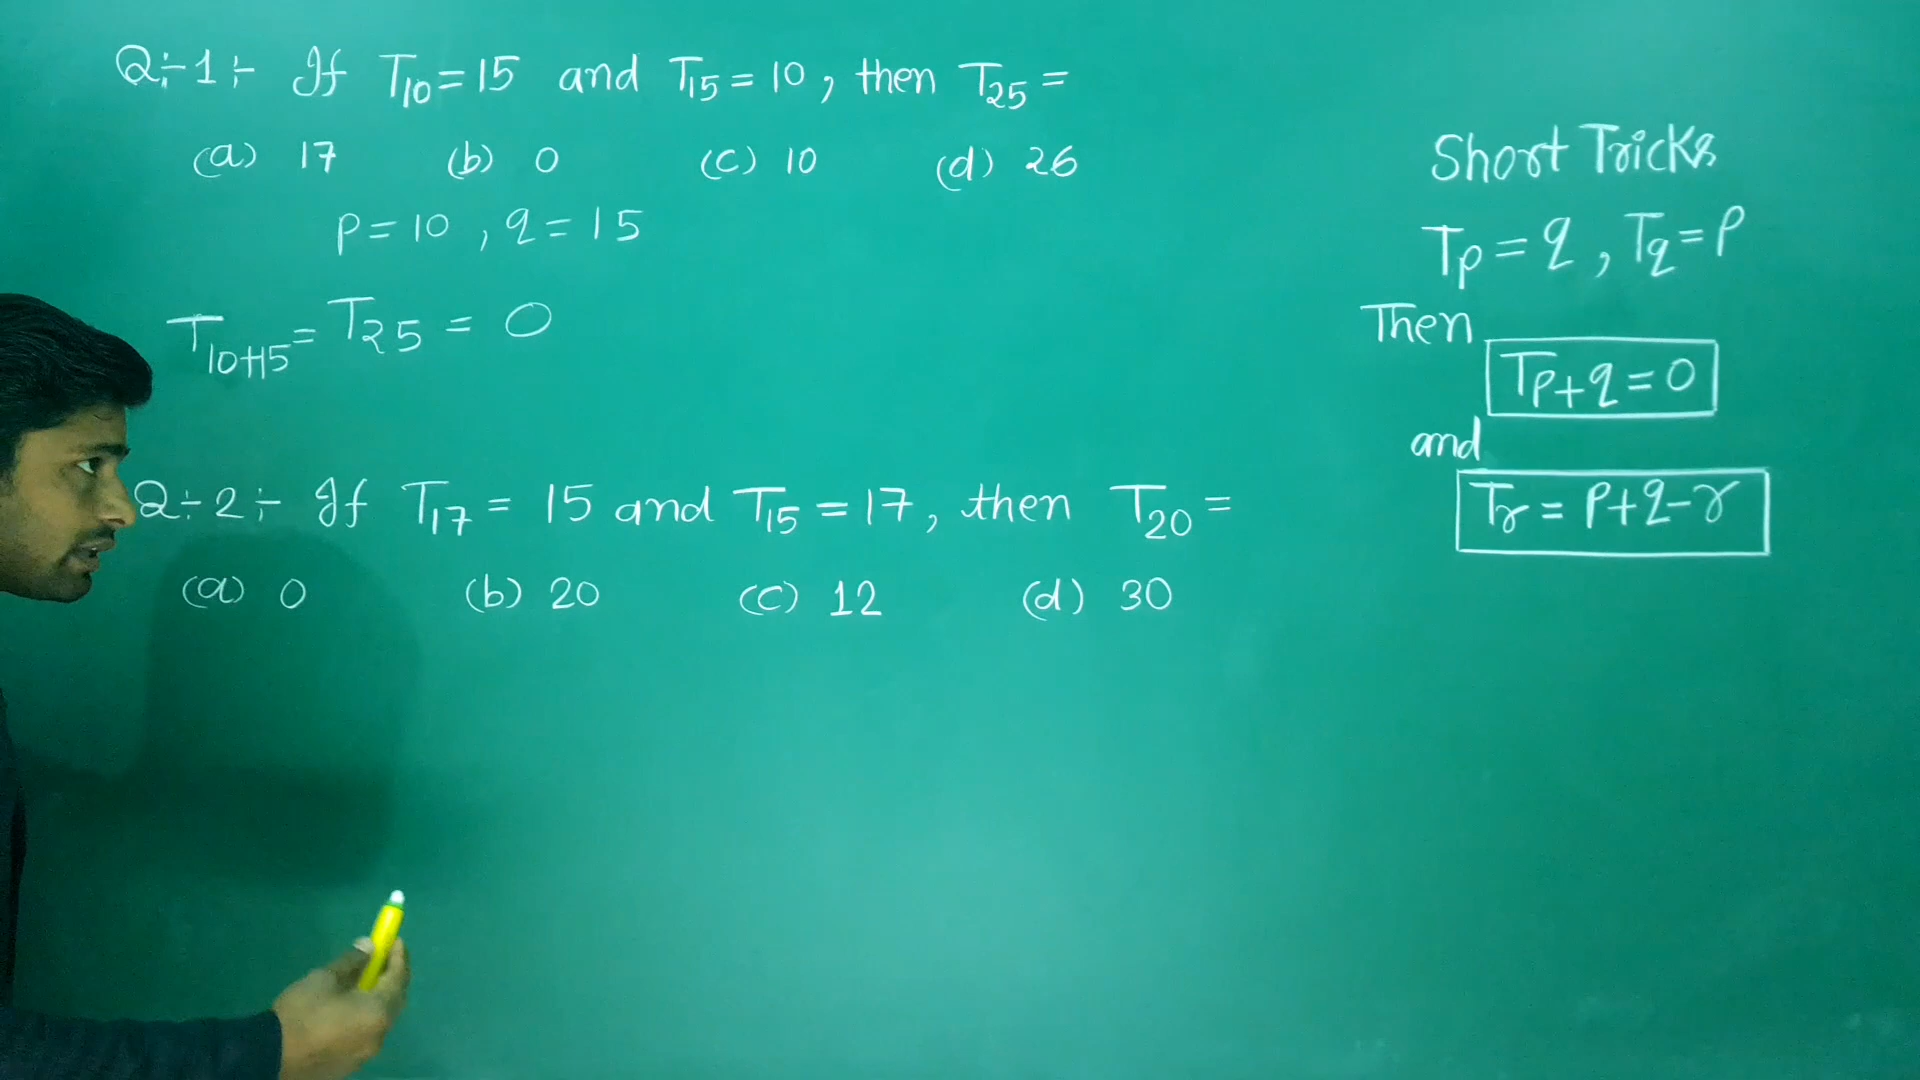 Q:-1:- If T10 = 15 and T15 = 10, then T25 =
(a) 17 (b) 0 (c) 10 (d) 26
p = 10, q = 15
T10+15 = T25 = 0
Q:-2:- If T17 = 15 and T15 = 17, then T20 =
(a) 0 (b) 20 (c) 12 (d) 30
Short Tricks
Tp = q, Tq = p
Then
Tp+q = 0
and
Tr = p+q-r